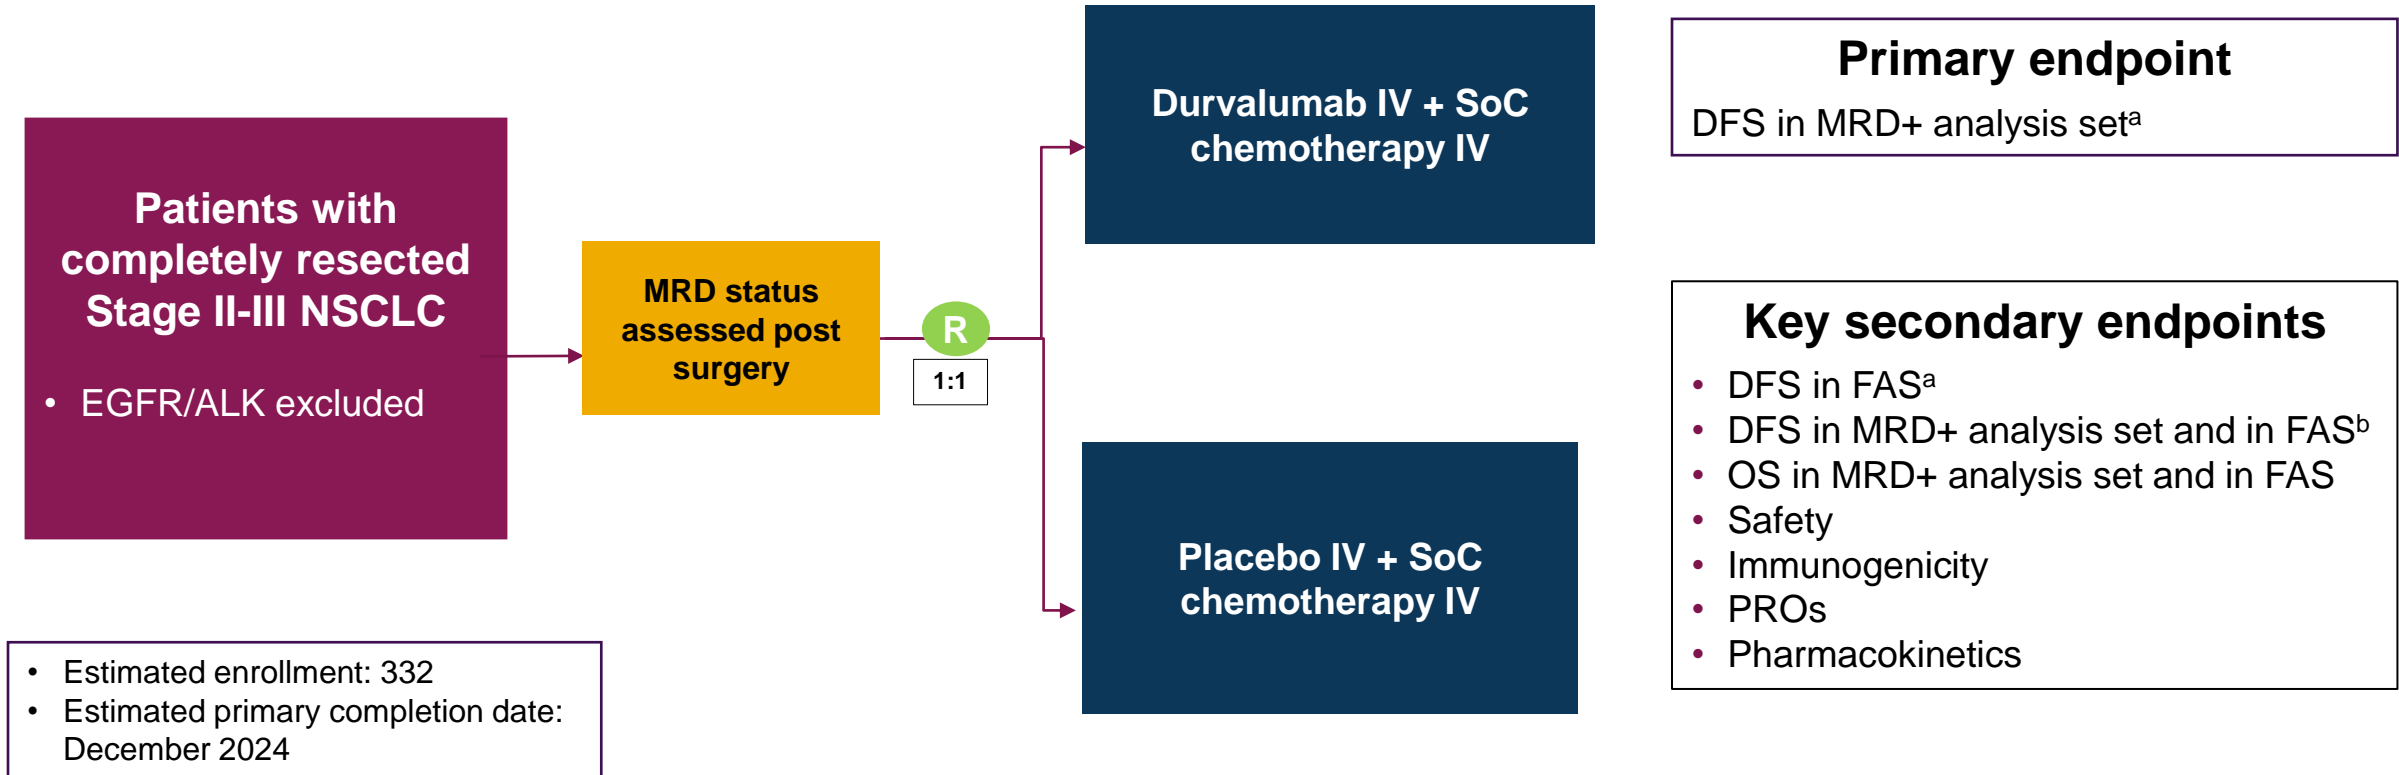 Patients with
completely resected
Stage II-III NSCLC
• EGFR/ALK excluded
MRD status
assessed post
surgery
R
1:1
Durvalumab IV + SoC
chemotherapy IV
Placebo IV + SoC
chemotherapy IV
Primary endpoint
DFS in MRD+ analysis setᵃ
Key secondary endpoints
• DFS in FASᵃ
• DFS in MRD+ analysis set and in FASᵇ
• OS in MRD+ analysis set and in FAS
• Safety
• Immunogenicity
• PROs
• Pharmacokinetics
• Estimated enrollment: 332
• Estimated primary completion date:
December 2024